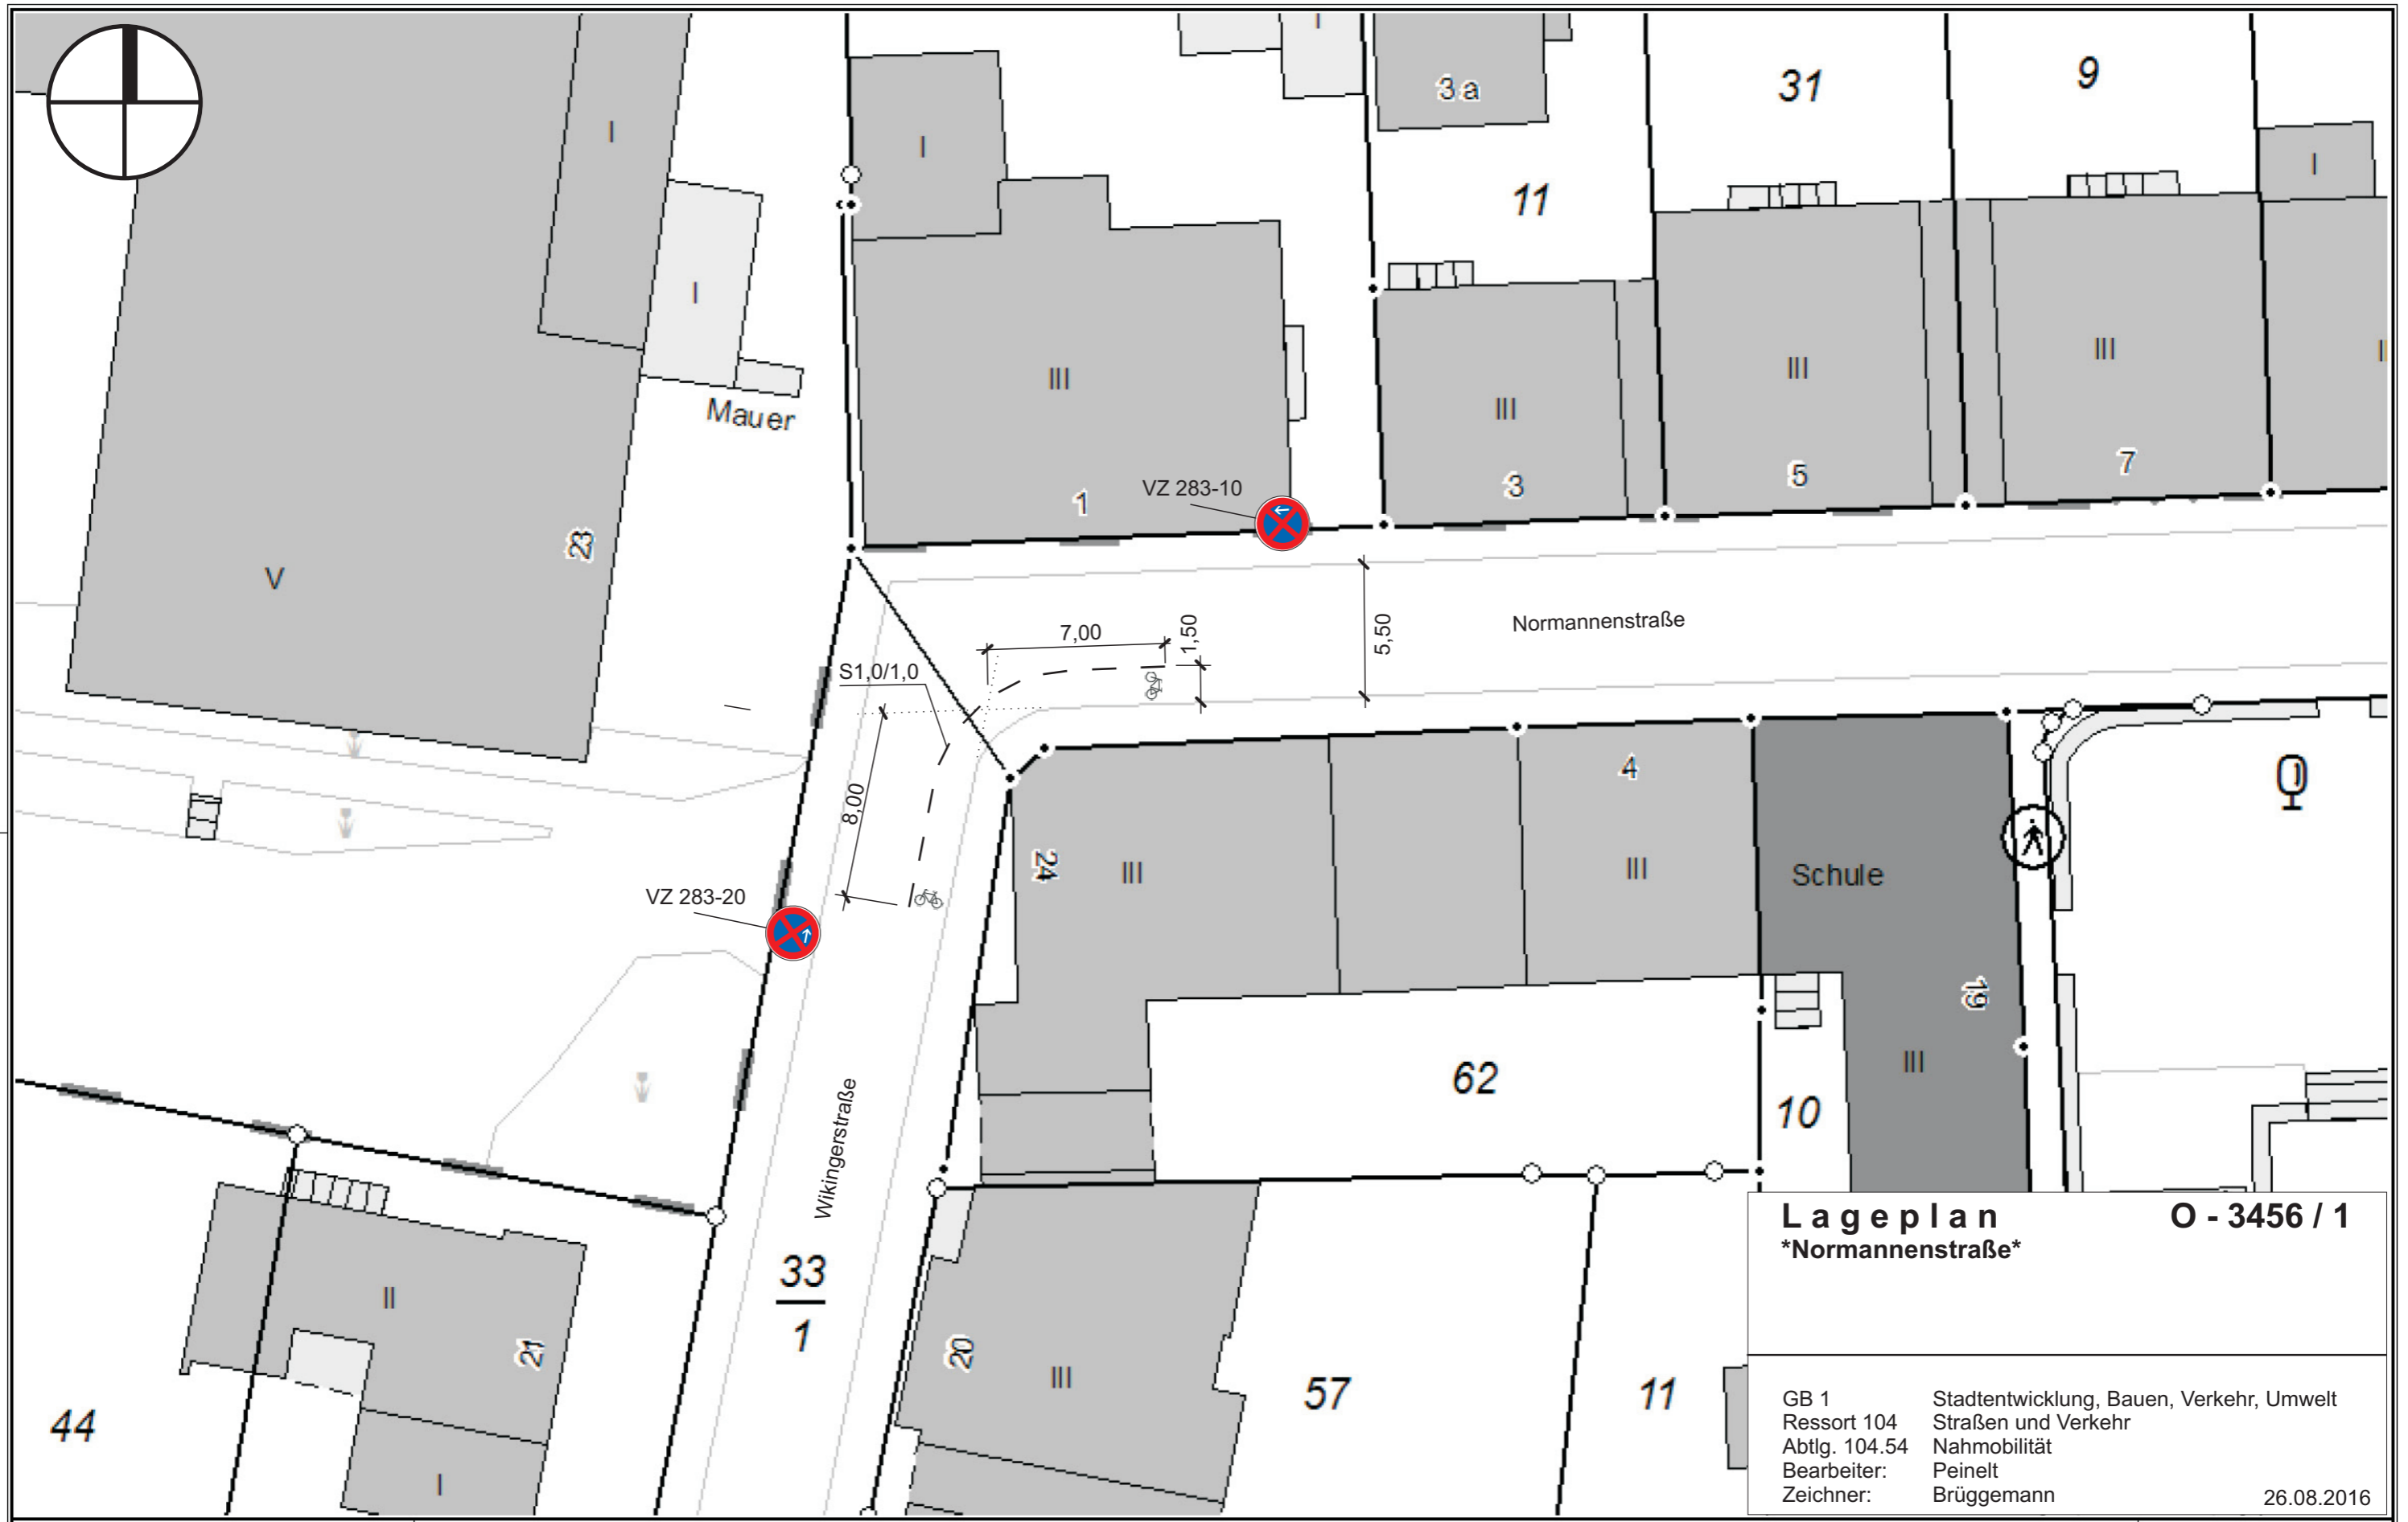 I
3 a
31
9
I
I
I
11
I
Mauer
III
III
III
III
1
VZ 283-10
3
5
7
23
V
7,00
1,50
5,50
Normannenstraße
S1,0/1,0
8,00
4
24
III
III
Schule
VZ 283-20
19
III
62
10
Wikingerstraße
33
1
II
21
20
III
57
11
44
I
Lageplan O - 3456 / 1
*Normannenstraße*
GB 1 Stadtentwicklung, Bauen, Verkehr, Umwelt
Ressort 104 Straßen und Verkehr
Abtlg. 104.54 Nahmobilität
Bearbeiter: Peinelt
Zeichner: Brüggemann 26.08.2016